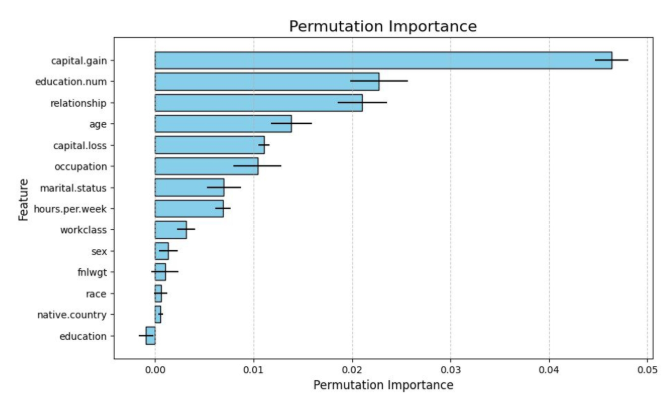 Permutation Importance
capital.gain
education.num
relationship
age
capital.loss
occupation
marital.status
hours.per.week
workclass
sex
fnlwgt
race
native.country
education
Feature
0.00 0.01 0.02 0.03 0.04 0.05
Permutation Importance